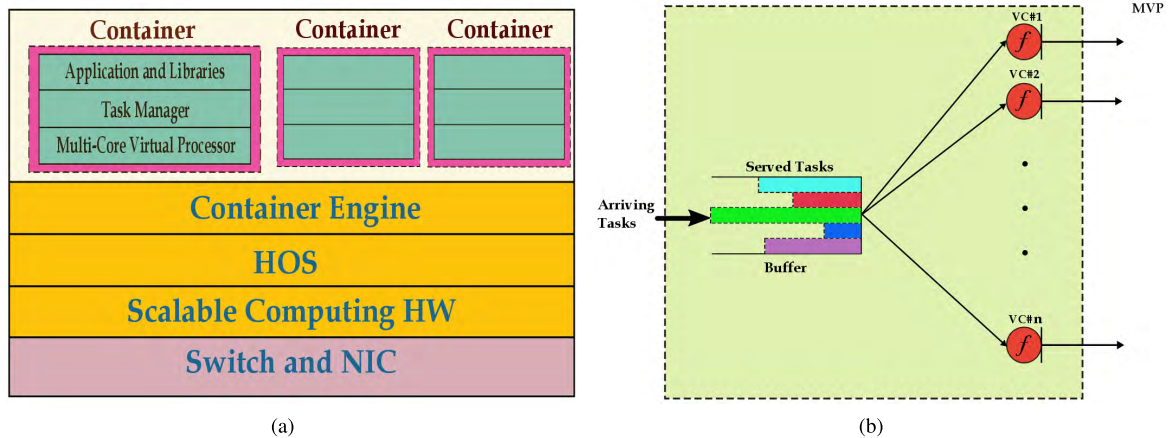 Container
Container
Container
Application and Libraries
Task Manager
Multi-Core Virtual Processor
Container Engine
HOS
Scalable Computing HW
Switch and NIC
(a)
MVP
VC#1
f
VC#2
f
Served Tasks
Arriving
Tasks
Buffer
VC#n
f
(b)